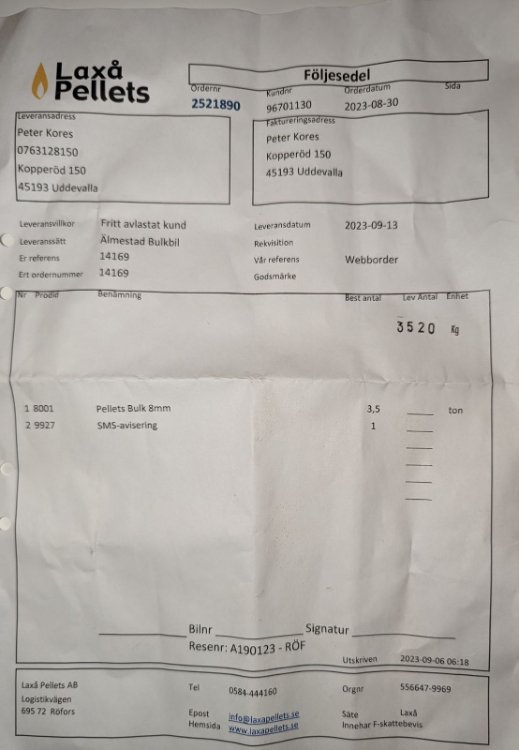 Laxå
Pellets
Följesedel
Ordernr Kundnr Orderdatum Sida
2521890 96701130 2023-08-30
Leveransadress
Peter Kores
0763128150
Kopperöd 150
45193 Uddevalla
Faktureringsadress
Peter Kores
Kopperöd 150
45193 Uddevalla
Leveransvillkor Fritt avlastat kund
Leveranssätt Älmestad Bulkbil
Er referens 14169
Ert ordernummer 14169
Leveransdatum 2023-09-13
Rekvisition
Vår referens Webborder
Godsmärke
Nr Prodid Benämning Best antal Lev Antal Enhet
3520 Kg
1 8001 Pellets Bulk 8mm 3,5 ton
2 9927 SMS-avisering 1
Bilnr Signatur
Resenr: A190123 - RÖF
Utskriven 2023-09-06 06:18
Laxå Pellets AB
Logistikvägen
695 72 Röfors
Tel 0584-444160
Epost info@laxapellets.se
Hemsida www.laxapellets.se
Orgnr 556647-9969
Säte Laxå
Innehar F-skattebevis